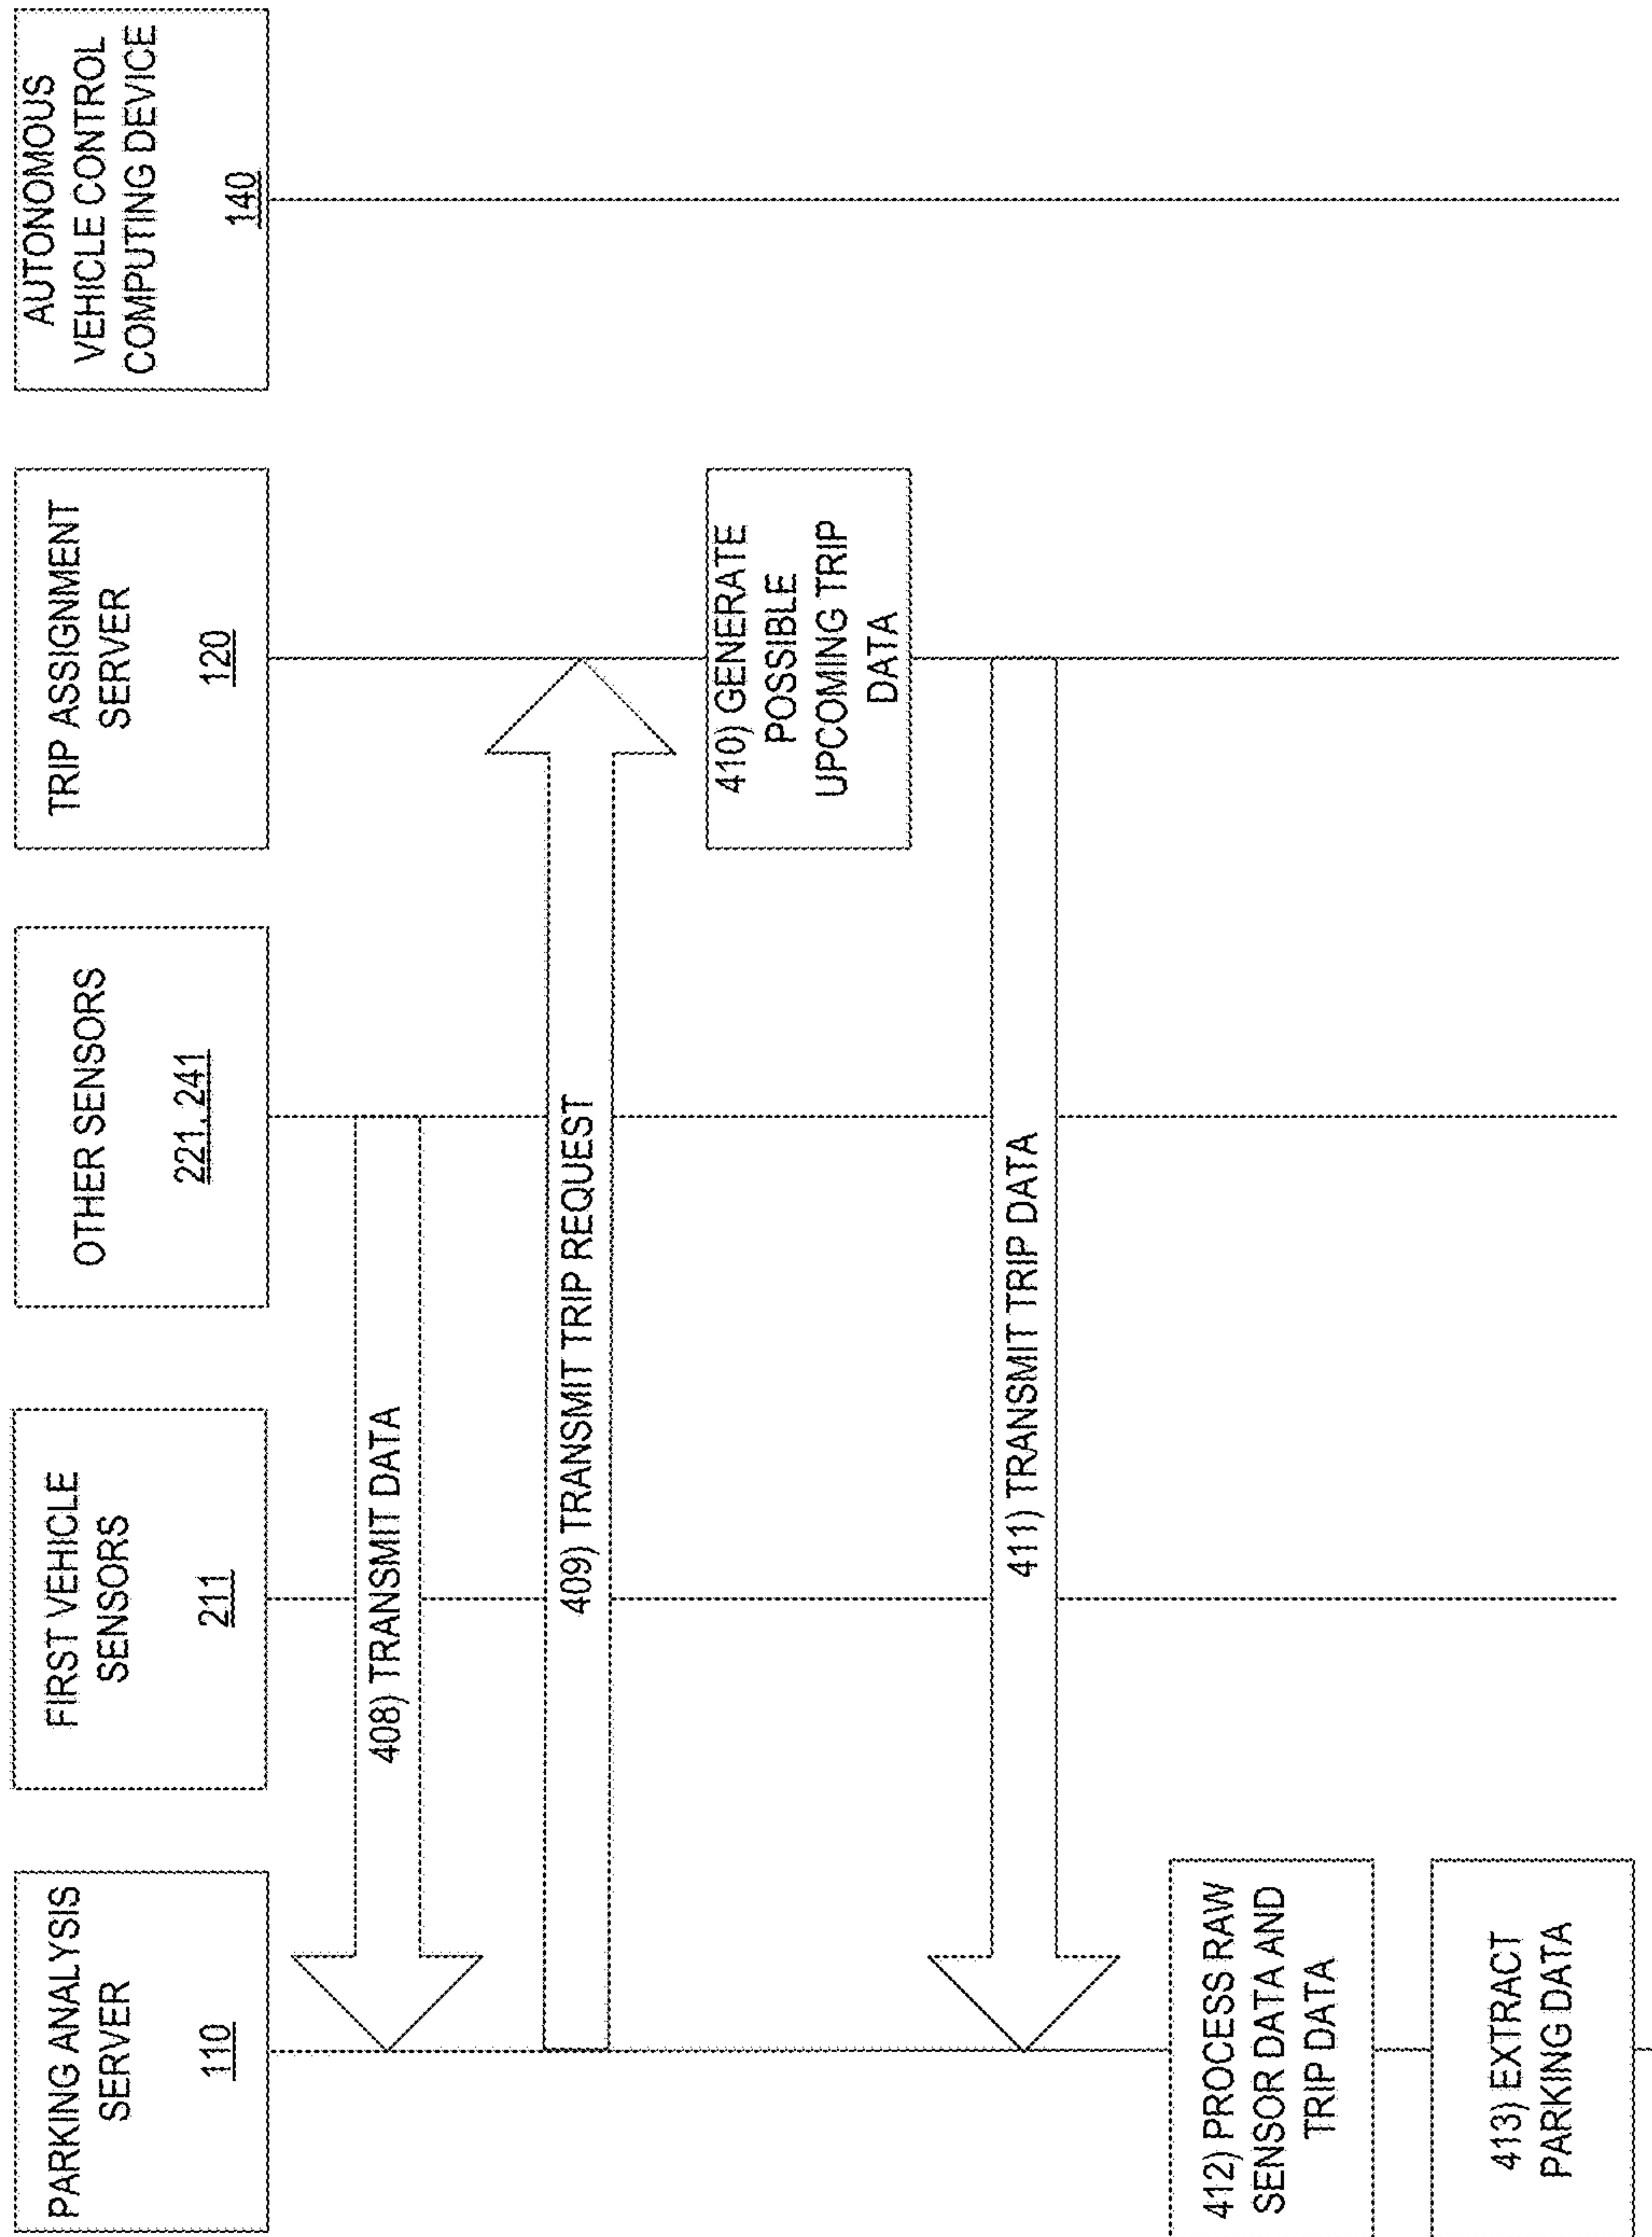 PARKING ANALYSIS
SERVER
110
FIRST VEHICLE
SENSORS
211
OTHER SENSORS
221, 241
TRIP ASSIGNMENT
SERVER
120
AUTONOMOUS
VEHICLE CONTROL
COMPUTING DEVICE
140
408) TRANSMIT DATA
409) TRANSMIT TRIP REQUEST
410) GENERATE
POSSIBLE
UPCOMING TRIP
DATA
411) TRANSMIT TRIP DATA
412) PROCESS RAW
SENSOR DATA AND
TRIP DATA
413) EXTRACT
PARKING DATA